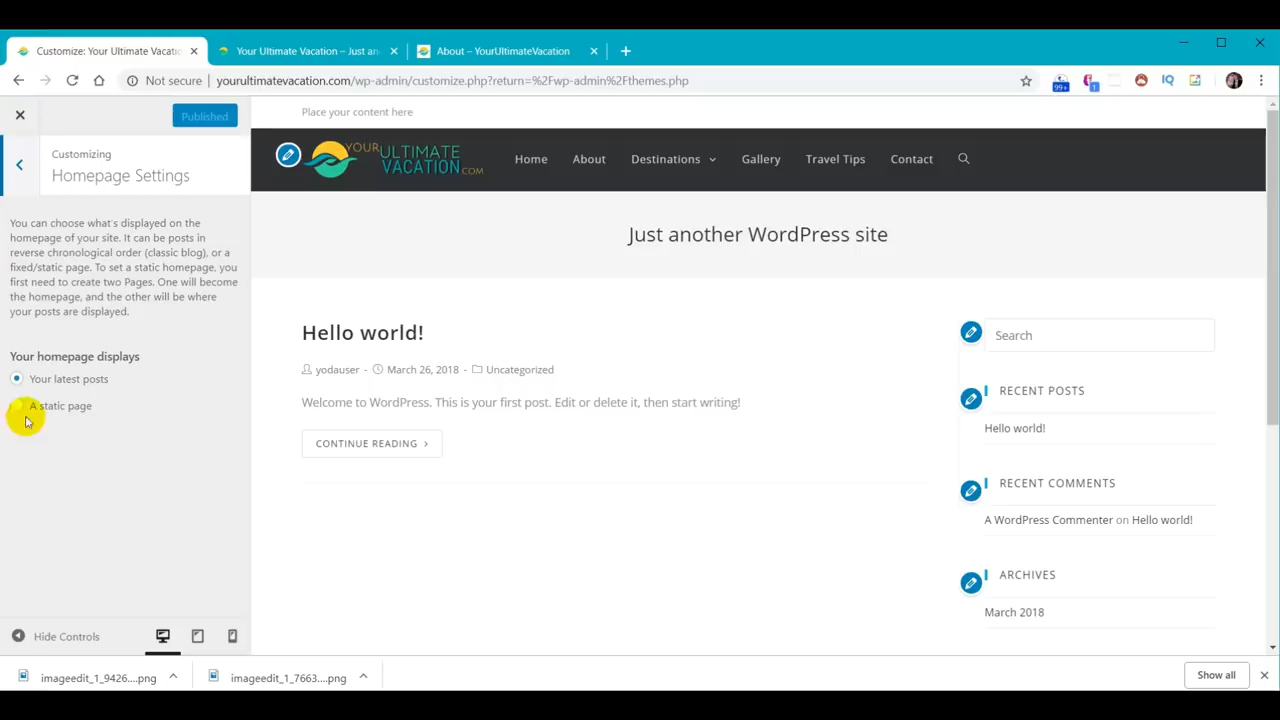 Customize: Your Ultimate Vacatio
Your Ultimate Vacation – Just an
About – YourUltimateVacation
Not secure
yourultimatevacation.com/wp-admin/customize.php?return=%2Fwp-admin%2Fthemes.php
99+
1
IQ
Published
Customizing
Homepage Settings
You can choose what's displayed on the
homepage of your site. It can be posts in
reverse chronological order (classic blog), or a
fixed/static page. To set a static homepage, you
first need to create two Pages. One will become
the homepage, and the other will be where
your posts are displayed.
Your homepage displays
Your latest posts
A static page
Hide Controls
Place your content here
YOUR ULTIMATE
VACATION.COM
Home
About
Destinations
Gallery
Travel Tips
Contact
Just another WordPress site
Hello world!
yodauser - March 26, 2018 - Uncategorized
Welcome to WordPress. This is your first post. Edit or delete it, then start writing!
CONTINUE READING >
Search
RECENT POSTS
Hello world!
RECENT COMMENTS
A WordPress Commenter on Hello world!
ARCHIVES
March 2018
imageedit_1_9426....png
imageedit_1_7663....png
Show all